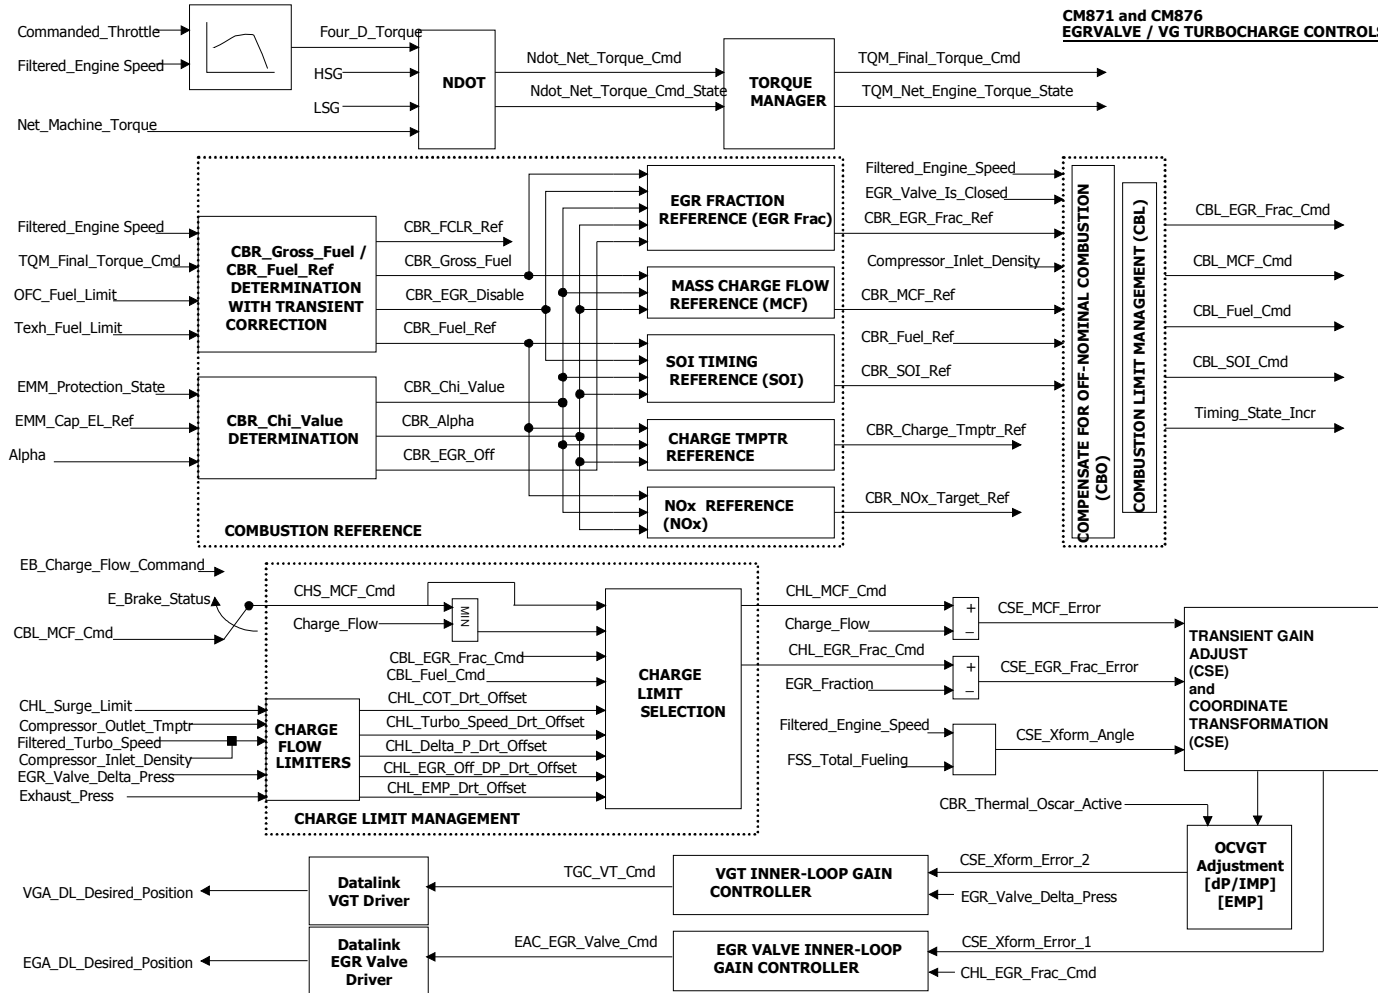 CM871 and CM876
EGRVALVE / VG TURBOCHARGE CONTROLS
Commanded_Throttle
Filtered_Engine Speed
Four_D_Torque
HSG
LSG
Net_Machine_Torque
NDOT
Ndot_Net_Torque_Cmd
Ndot_Net_Torque_Cmd_State
TORQUE
MANAGER
TQM_Final_Torque_Cmd
TQM_Net_Engine_Torque_State
Filtered_Engine Speed
TQM_Final_Torque_Cmd
OFC_Fuel_Limit
Texh_Fuel_Limit
CBR_Gross_Fuel /
CBR_Fuel_Ref
DETERMINATION
WITH TRANSIENT
CORRECTION
CBR_FCLR_Ref
CBR_Gross_Fuel
CBR_EGR_Disable
CBR_Fuel_Ref
EMM_Protection_State
EMM_Cap_EL_Ref
Alpha
CBR_Chi_Value
DETERMINATION
CBR_Chi_Value
CBR_Alpha
CBR_EGR_Off
COMBUSTION REFERENCE
EGR FRACTION
REFERENCE (EGR Frac)
MASS CHARGE FLOW
REFERENCE (MCF)
SOI TIMING
REFERENCE (SOI)
CHARGE TMPTR
REFERENCE
NOx REFERENCE
(NOx)
Filtered_Engine_Speed
EGR_Valve_Is_Closed
CBR_EGR_Frac_Ref
Compressor_Inlet_Density
CBR_MCF_Ref
CBR_Fuel_Ref
CBR_SOI_Ref
CBR_Charge_Tmptr_Ref
CBR_NOx_Target_Ref
COMPENSATE FOR OFF-NOMINAL COMBUSTION
(CBO)
COMBUSTION LIMIT MANAGEMENT (CBL)
CBL_EGR_Frac_Cmd
CBL_MCF_Cmd
CBL_Fuel_Cmd
CBL_SOI_Cmd
Timing_State_Incr
EB_Charge_Flow_Command
E_Brake_Status
CBL_MCF_Cmd
CHS_MCF_Cmd
Charge_Flow
MIN
CBL_EGR_Frac_Cmd
CBL_Fuel_Cmd
CHL_Surge_Limit
Compressor_Outlet_Tmptr
Filtered_Turbo_Speed
Compressor_Inlet_Density
EGR_Valve_Delta_Press
Exhaust_Press
CHARGE
FLOW
LIMITERS
CHL_COT_Drt_Offset
CHL_Turbo_Speed_Drt_Offset
CHL_Delta_P_Drt_Offset
CHL_EGR_Off_DP_Drt_Offset
CHL_EMP_Drt_Offset
CHARGE
LIMIT
SELECTION
CHARGE LIMIT MANAGEMENT
CHL_MCF_Cmd
Charge_Flow
+
−
CSE_MCF_Error
CHL_EGR_Frac_Cmd
EGR_Fraction
+
−
CSE_EGR_Frac_Error
Filtered_Engine_Speed
FSS_Total_Fueling
CSE_Xform_Angle
TRANSIENT GAIN
ADJUST
(CSE)
and
COORDINATE
TRANSFORMATION
(CSE)
CBR_Thermal_Oscar_Active
OCVGT
Adjustment
[dP/IMP]
[EMP]
VGA_DL_Desired_Position
Datalink
VGT Driver
TGC_VT_Cmd
VGT INNER-LOOP GAIN
CONTROLLER
CSE_Xform_Error_2
EGR_Valve_Delta_Press
EGA_DL_Desired_Position
Datalink
EGR Valve
Driver
EAC_EGR_Valve_Cmd
EGR VALVE INNER-LOOP
GAIN CONTROLLER
CSE_Xform_Error_1
CHL_EGR_Frac_Cmd